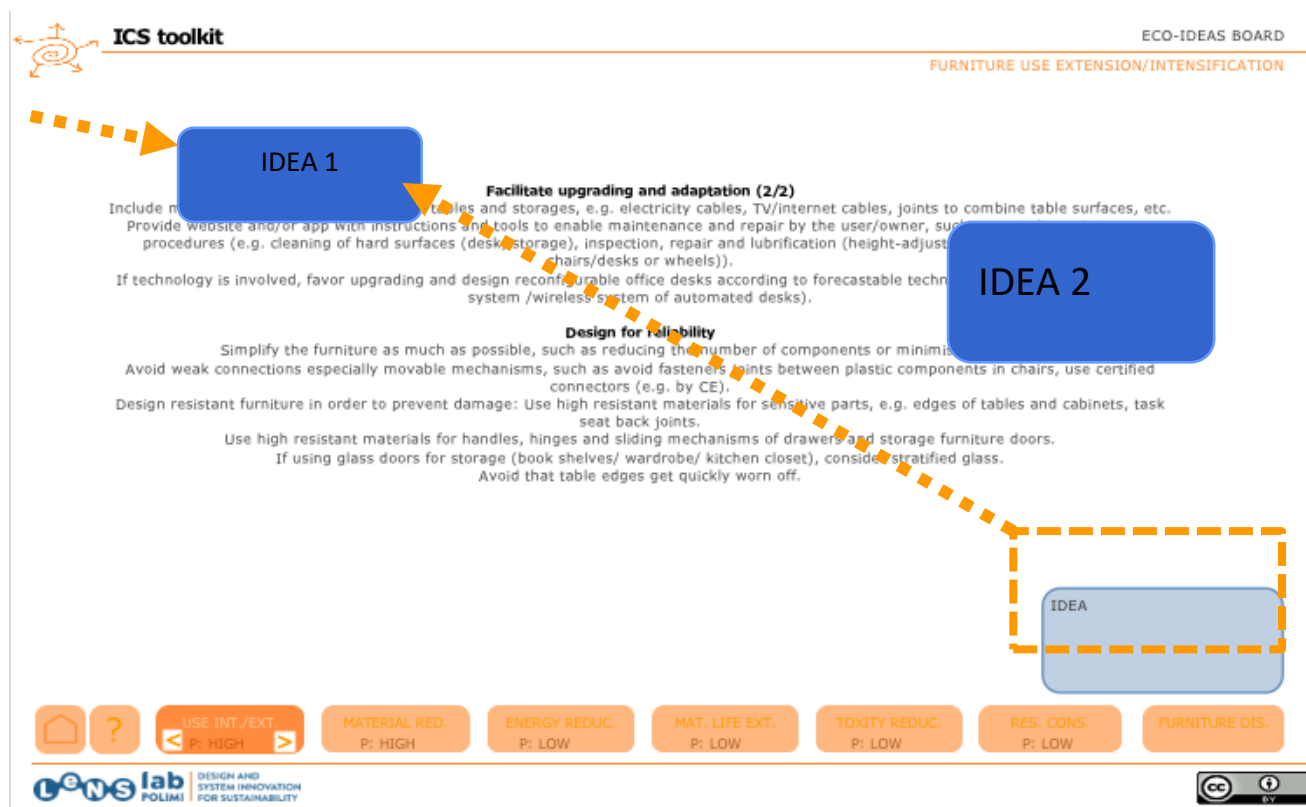 ICS toolkit
ECO-IDEAS BOARD
FURNITURE USE EXTENSION/INTENSIFICATION
IDEA 1
Facilitate upgrading and adaptation (2/2)
Include and storages, e.g. electricity cables, TV/internet cables, joints to combine table surfaces, etc.
Provide website and/or app with instructions and tools to enable maintenance and repair by the user/owner,
procedures (e.g. cleaning of hard surfaces (desk, storage), inspection, repair and lubrification
chairs/desks or wheels)).
IDEA 2
If technology is involved, favor upgrading and design reconfigurable office desks according to forecastable
system /wireless system of automated desks).
Design for reliability
Simplify the furniture as much as possible, such as reducing the number of components or
Avoid weak connections especially movable mechanisms, such as avoid fasteners joints between plastic components in chairs, use certified
connectors (e.g. by CE).
Design resistant furniture in order to prevent damage: Use high resistant materials for sensitive parts, e.g. edges of tables and cabinets, task
seat back joints.
Use high resistant materials for handles, hinges and sliding mechanisms of drawers and storage furniture doors.
If using glass doors for storage (book shelves/ wardrobe/ kitchen closet), consider stratified glass.
Avoid that table edges get quickly worn off.
IDEA
?
USE INT./EXT.
< P: HIGH >
MATERIAL RED.
P: HIGH
ENERGY REDUC.
P: LOW
MAT. LIFE EXT.
P: LOW
TOXITY REDUC.
P: LOW
RES. CONS.
P: LOW
FURNITURE DIS.
LeNS lab
POLIMI
DESIGN AND
SYSTEM INNOVATION
FOR SUSTAINABILITY
cc
BY